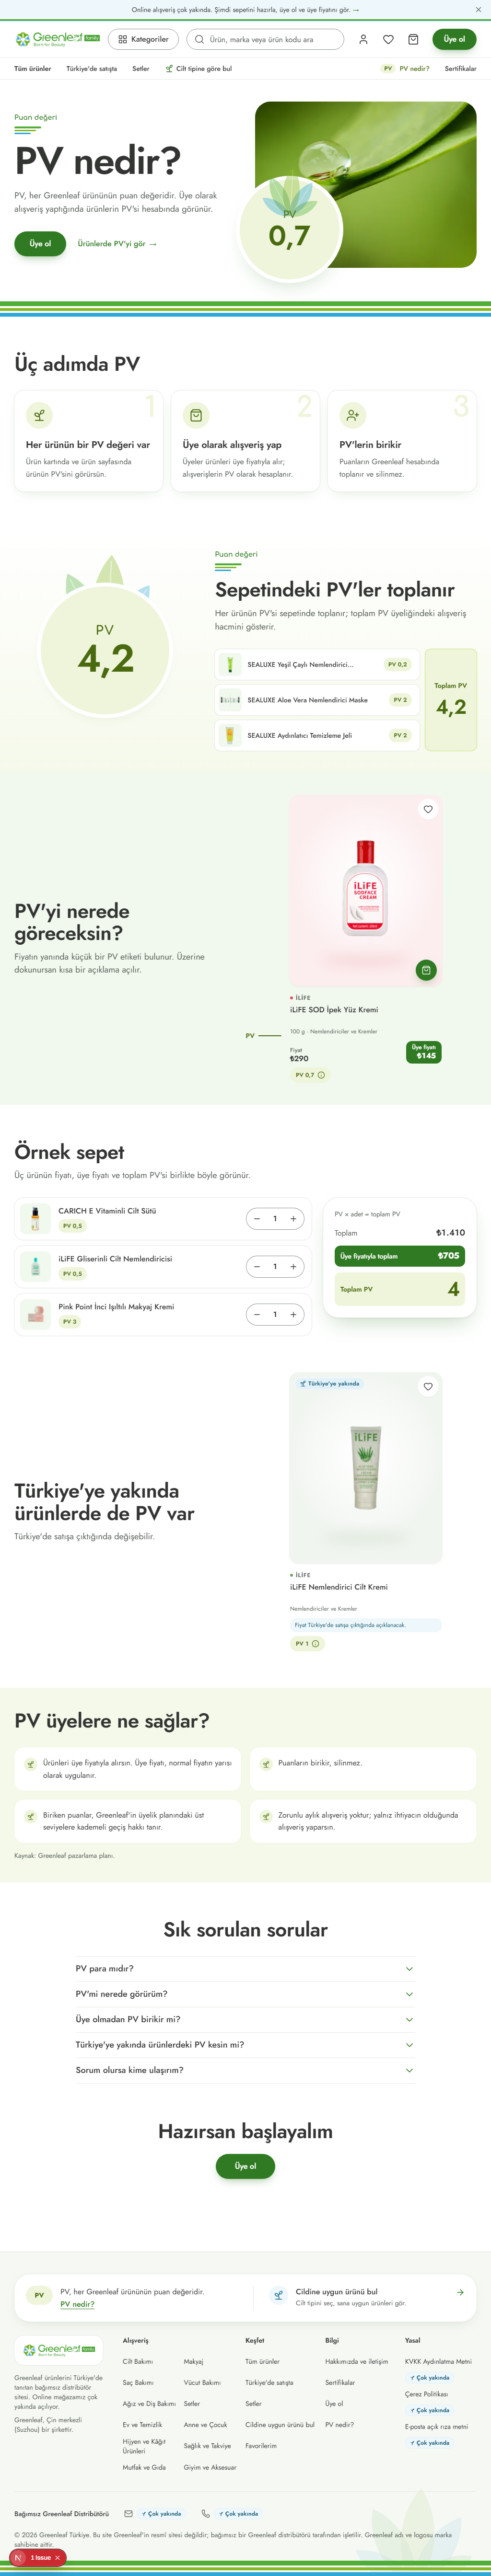 Online alışveriş çok yakında. Şimdi sepetini hazırla, üye ol ve üye fiyatını gör. →
Greenleaf family
Born for Beauty
Kategoriler
Ürün, marka veya ürün kodu ara
Üye ol
Tüm ürünler
Türkiye'de satışta
Setler
Cilt tipine göre bul
PV PV nedir?
Sertifikalar
Puan değeri
PV nedir?
PV, her Greenleaf ürününün puan değeridir. Üye olarak
alışveriş yaptığında ürünlerin PV'si hesabında görünür.
Üye ol
Ürünlerde PV'yi gör →
PV
0,7
Üç adımda PV
1
Her ürünün bir PV değeri var
Ürün kartında ve ürün sayfasında
ürünün PV'sini görürsün.
2
Üye olarak alışveriş yap
Üyeler ürünleri üye fiyatıyla alır;
alışverişlerin PV olarak hesaplanır.
3
PV'lerin birikir
Puanların Greenleaf hesabında
toplanır ve silinmez.
PV
4,2
Puan değeri
Sepetindeki PV'ler toplanır
Her ürünün PV'si sepetinde toplanır; toplam PV üyeliğindeki alışveriş
hacmini gösterir.
SEALUXE Yeşil Çaylı Nemlendirici...
PV 0,2
SEALUXE Aloe Vera Nemlendirici Maske
PV 2
SEALUXE Aydınlatıcı Temizleme Jeli
PV 2
Toplam PV
4,2
PV'yi nerede
göreceksin?
Fiyatın yanında küçük bir PV etiketi bulunur. Üzerine
dokunursan kısa bir açıklama açılır.
PV
iLiFE
SODFACE
CREAM
İLİFE
iLiFE SOD İpek Yüz Kremi
100 g · Nemlendiriciler ve Kremler
Fiyat
₺290
Üye fiyatı
₺145
PV 0,7
Örnek sepet
Üç ürünün fiyatı, üye fiyatı ve toplam PV'si birlikte böyle görünür.
CARICH E Vitaminli Cilt Sütü
PV 0,5
1
iLiFE Gliserinli Cilt Nemlendiricisi
PV 0,5
1
Pink Point İnci Işıltılı Makyaj Kremi
PV 3
1
PV × adet = toplam PV
Toplam
₺1.410
Üye fiyatıyla toplam
₺705
Toplam PV
4
Türkiye'ye yakında
ürünlerde de PV var
Türkiye'de satışa çıktığında değişebilir.
Türkiye'ye yakında
iLiFE
İLİFE
iLiFE Nemlendirici Cilt Kremi
Nemlendiriciler ve Kremler
Fiyat Türkiye'de satışa çıktığında açıklanacak.
PV 1
PV üyelere ne sağlar?
Ürünleri üye fiyatıyla alırsın. Üye fiyatı, normal fiyatın yarısı
olarak uygulanır.
Puanların birikir, silinmez.
Biriken puanlar, Greenleaf'in üyelik planındaki üst
seviyelere kademeli geçiş hakkı tanır.
Zorunlu aylık alışveriş yoktur; yalnız ihtiyacın olduğunda
alışveriş yaparsın.
Kaynak: Greenleaf pazarlama planı.
Sık sorulan sorular
PV para mıdır?
PV'mi nerede görürüm?
Üye olmadan PV birikir mi?
Türkiye'ye yakında ürünlerdeki PV kesin mi?
Sorum olursa kime ulaşırım?
Hazırsan başlayalım
Üye ol
PV
PV, her Greenleaf ürününün puan değeridir.
PV nedir?
Cildine uygun ürünü bul
Cilt tipini seç, sana uygun ürünleri gör.
Greenleaf family
Born for Beauty
Greenleaf ürünlerini Türkiye'de
tanıtan bağımsız distribütör
sitesi. Online mağazamız çok
yakında açılıyor.
Greenleaf, Çin merkezli
(Suzhou) bir şirkettir.
Alışveriş
Cilt Bakımı
Makyaj
Saç Bakımı
Vücut Bakımı
Ağız ve Diş Bakımı
Setler
Ev ve Temizlik
Anne ve Çocuk
Hijyen ve Kâğıt
Ürünleri
Sağlık ve Takviye
Mutfak ve Gıda
Giyim ve Aksesuar
Keşfet
Tüm ürünler
Türkiye'de satışta
Setler
Cildine uygun ürünü bul
Favorilerim
Bilgi
Hakkımızda ve iletişim
Sertifikalar
Üye ol
PV nedir?
Yasal
KVKK Aydınlatma Metni
Çok yakında
Çerez Politikası
Çok yakında
E-posta açık rıza metni
Çok yakında
Bağımsız Greenleaf Distribütörü
Çok yakında
Çok yakında
© 2026 Greenleaf Türkiye. Bu site Greenleaf'in resmî sitesi değildir; bağımsız bir Greenleaf distribütörü tarafından işletilir. Greenleaf adı ve logosu marka
sahibine aittir.
N 1 Issue